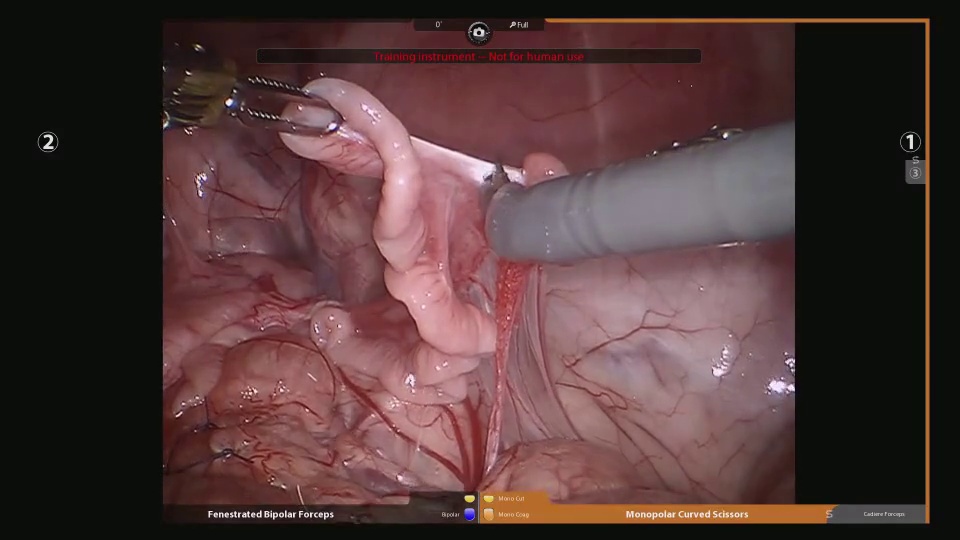 0°
Full
Training Instrument -- Not for human use
2
1
S
3
Fenestrated Bipolar Forceps
Bipolar
Mono Cut
Mono Coag
Monopolar Curved Scissors
S
Cadiere Forceps